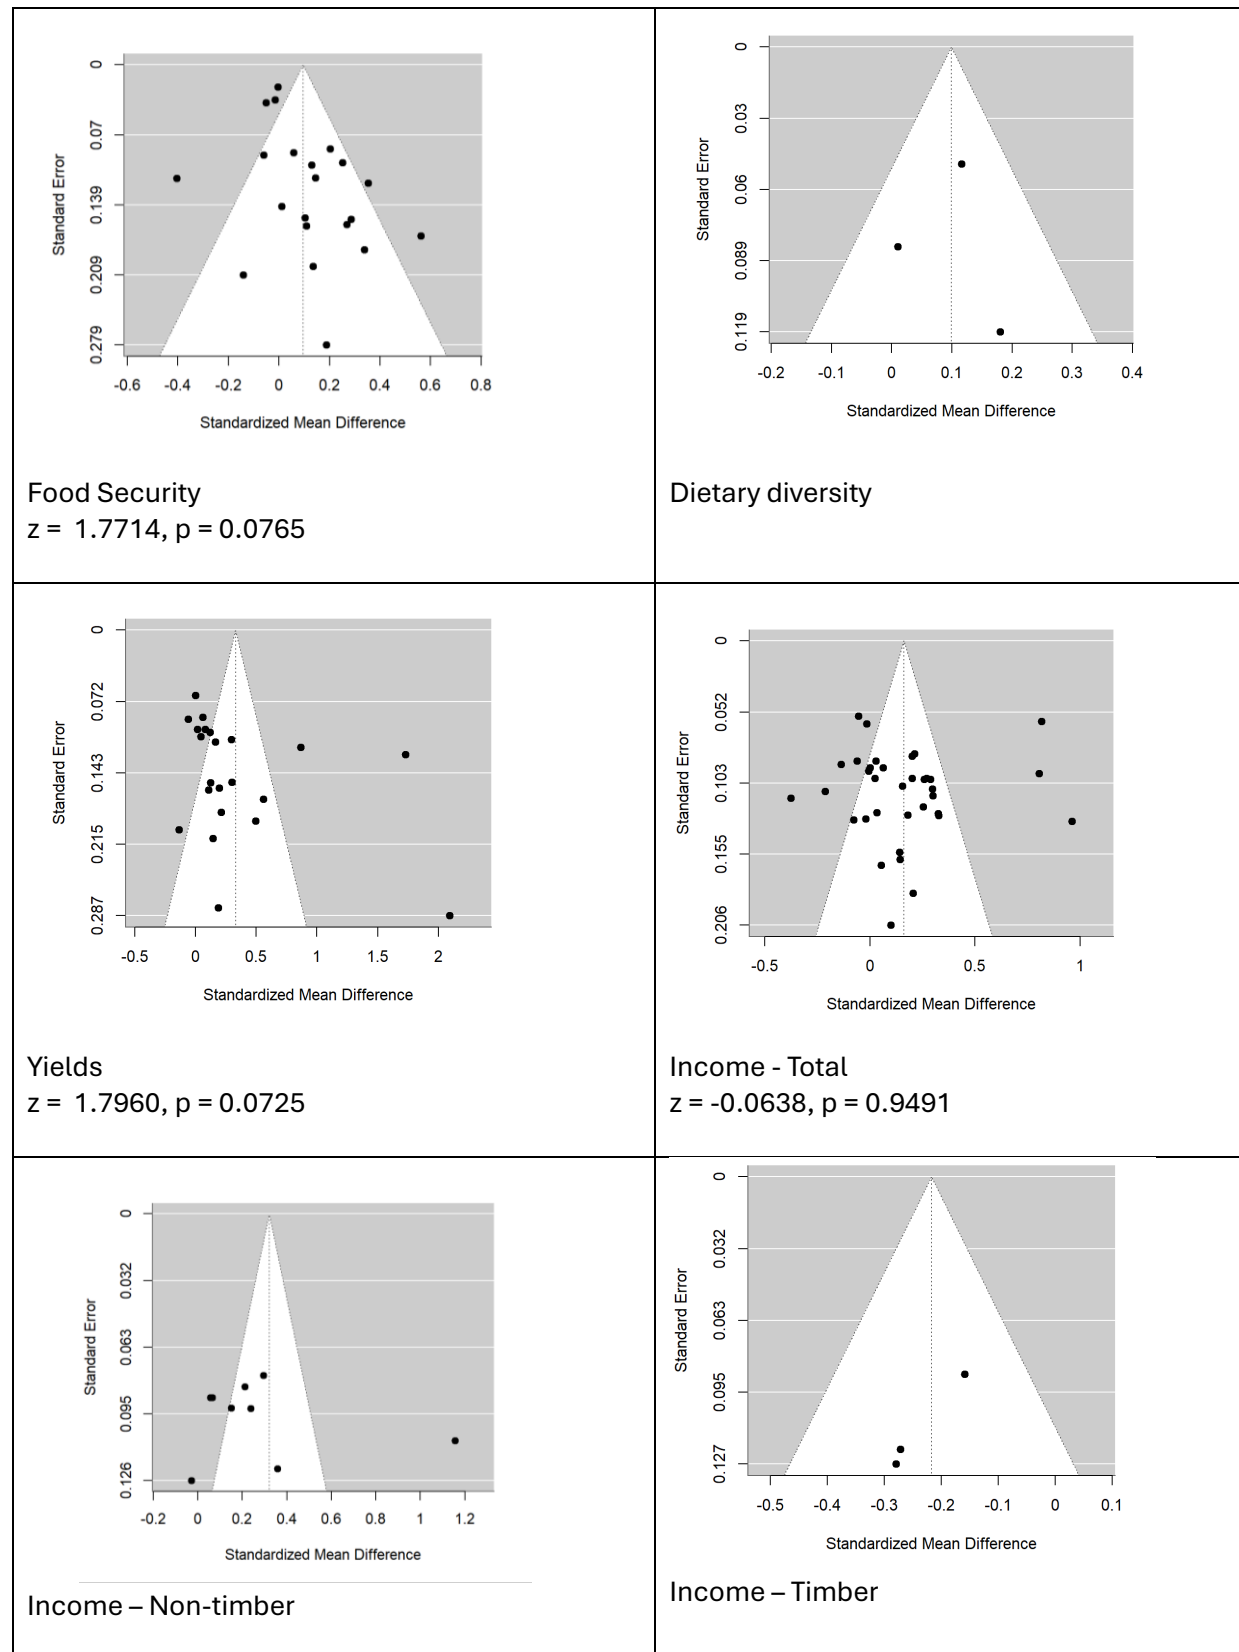 0
0.07
0.139
0.209
0.279
Standard Error
-0.6 -0.4 -0.2 0 0.2 0.4 0.6 0.8
Standardized Mean Difference
Food Security
z = 1.7714, p = 0.0765
0
0.03
0.06
0.089
0.119
Standard Error
-0.2 -0.1 0 0.1 0.2 0.3 0.4
Standardized Mean Difference
Dietary diversity
0
0.072
0.143
0.215
0.287
Standard Error
-0.5 0 0.5 1 1.5 2
Standardized Mean Difference
Yields
z = 1.7960, p = 0.0725
0
0.052
0.103
0.155
0.206
Standard Error
-0.5 0 0.5 1
Standardized Mean Difference
Income - Total
z = -0.0638, p = 0.9491
0
0.032
0.063
0.095
0.126
Standard Error
-0.2 0 0.2 0.4 0.6 0.8 1 1.2
Standardized Mean Difference
Income – Non-timber
0
0.032
0.063
0.095
0.127
Standard Error
-0.5 -0.4 -0.3 -0.2 -0.1 0 0.1
Standardized Mean Difference
Income – Timber